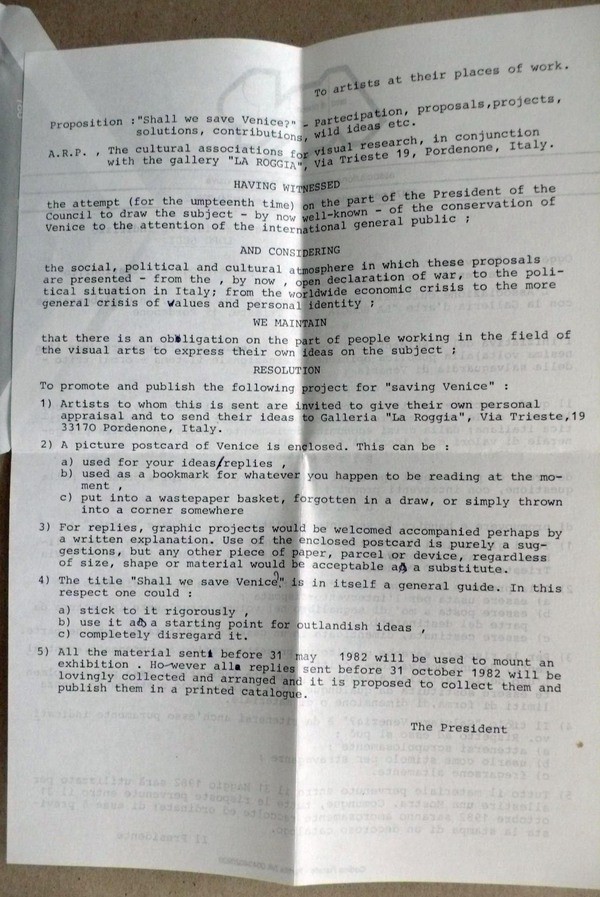 To artists at their places of work.
Proposition :"Shall we save Venice?" - Partecipation, proposals,projects,
solutions, contributions, wild ideas etc.
A.R.P. , The cultural associations for visual research, in conjunction
with the gallery "LA ROGGIA", Via Trieste 19, Pordenone, Italy.
HAVING WITNESSED
the attempt (for the umpteenth time) on the part of the President of the
Council to draw the subject - by now well-known - of the conservation of
Venice to the attention of the international general public ;
AND CONSIDERING
the social, political and cultural atmosphere in which these proposals
are presented - from the , by now , open declaration of war, to the poli-
tical situation in Italy; from the worldwide economic crisis to the more
general crisis of values and personal identity ;
WE MAINTAIN
that there is an obligation on the part of people working in the field of
the visual arts to express their own ideas on the subject ;
RESOLUTION
To promote and publish the following project for "saving Venice" :
1) Artists to whom this is sent are invited to give their own personal
appraisal and to send their ideas to Galleria "La Roggia", Via Trieste,19
33170 Pordenone, Italy.
2) A picture postcard of Venice is enclosed. This can be :
a) used for your ideas/replies ,
b) used as a bookmark for whatever you happen to be reading at the mo-
ment ,
c) put into a wastepaper basket, forgotten in a draw, or simply thrown
into a corner somewhere
3) For replies, graphic projects would be welcomed accompanied perhaps by
a written explanation. Use of the enclosed postcard is purely a sug-
gestions, but any other piece of paper, parcel or device, regardless
of size, shape or material would be acceptable as a substitute.
4) The title "Shall we save Venice?" is in itself a general guide. In this
respect one could :
a) stick to it rigorously ,
b) use it as a starting point for outlandish ideas ,
c) completely disregard it.
5) All the material sent before 31 may 1982 will be used to mount an
exhibition . However all replies sent before 31 october 1982 will be
lovingly collected and arranged and it is proposed to collect them and
publish them in a printed catalogue.
The President